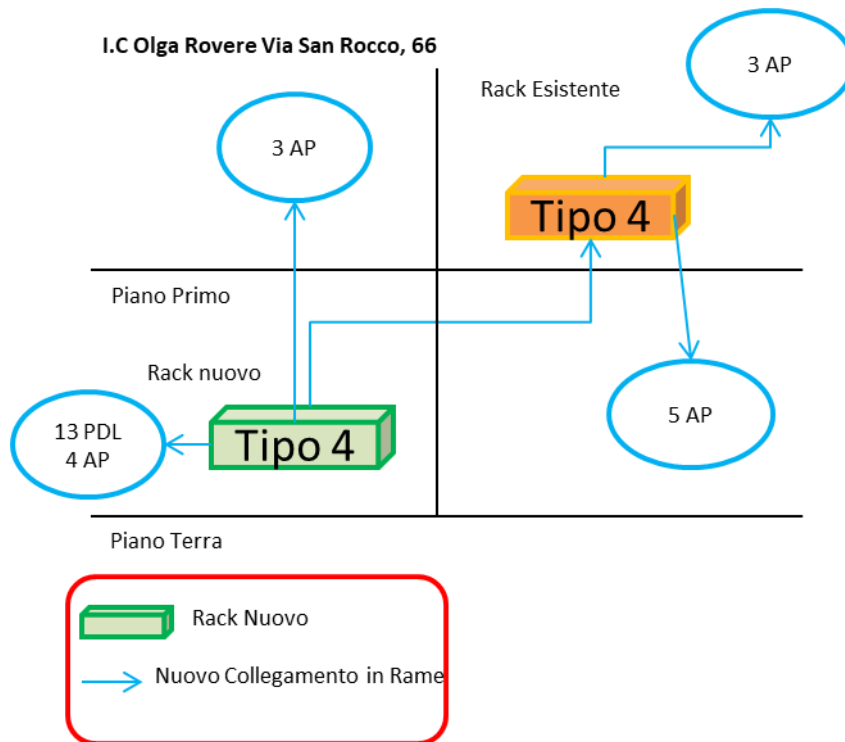 I.C Olga Rovere Via San Rocco, 66
3 AP
Rack Esistente
3 AP
Tipo 4
Piano Primo
Rack nuovo
Tipo 4
13 PDL
4 AP
5 AP
Piano Terra
Rack Nuovo
Nuovo Collegamento in Rame